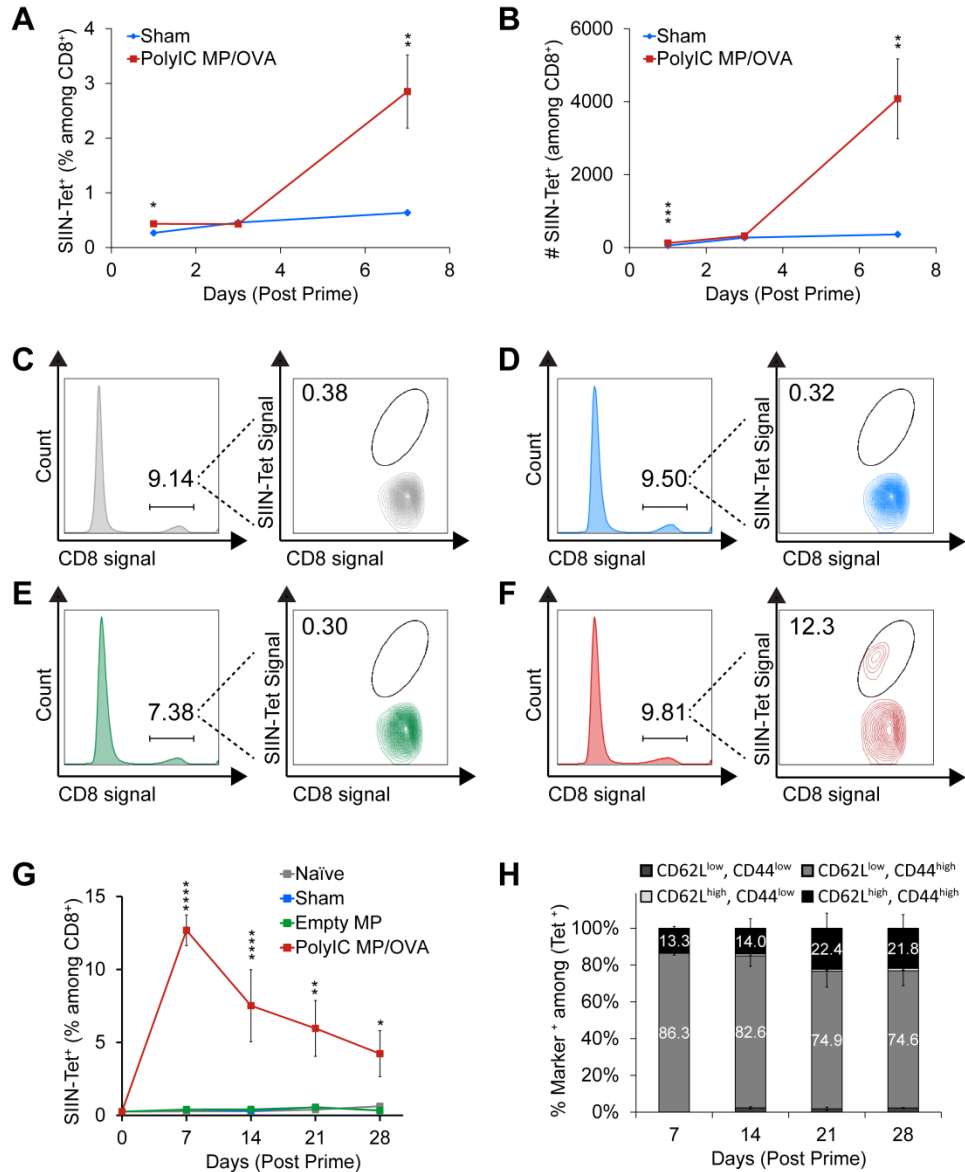 A
Sham
PolyIC MP/OVA
SIIN-Tet⁺ (% among CD8⁺)
4
3
2
1
0
*
**
0 2 4 6 8
Days (Post Prime)
B
Sham
PolyIC MP/OVA
# SIIN-Tet⁺ (among CD8⁺)
6000
4000
2000
0
***
**
0 2 4 6 8
Days (Post Prime)
C
Count
9.14
CD8 signal
SIIN-Tet Signal
0.38
CD8 signal
D
Count
9.50
CD8 signal
SIIN-Tet Signal
0.32
CD8 signal
E
Count
7.38
CD8 signal
SIIN-Tet Signal
0.30
CD8 signal
F
Count
9.81
CD8 signal
SIIN-Tet Signal
12.3
CD8 signal
G
Naïve
Sham
Empty MP
PolyIC MP/OVA
SIIN-Tet⁺ (% among CD8⁺)
15
10
5
0
****
****
**
*
0 7 14 21 28
Days (Post Prime)
H
CD62Lˡᵒʷ, CD44ˡᵒʷ
CD62Lˡᵒʷ, CD44ʰⁱᵍʰ
CD62Lʰⁱᵍʰ, CD44ˡᵒʷ
CD62Lʰⁱᵍʰ, CD44ʰⁱᵍʰ
% Marker ⁺ among (Tet ⁺)
100%
80%
60%
40%
20%
0%
13.3 14.0 22.4 21.8
86.3 82.6 74.9 74.6
7 14 21 28
Days (Post Prime)